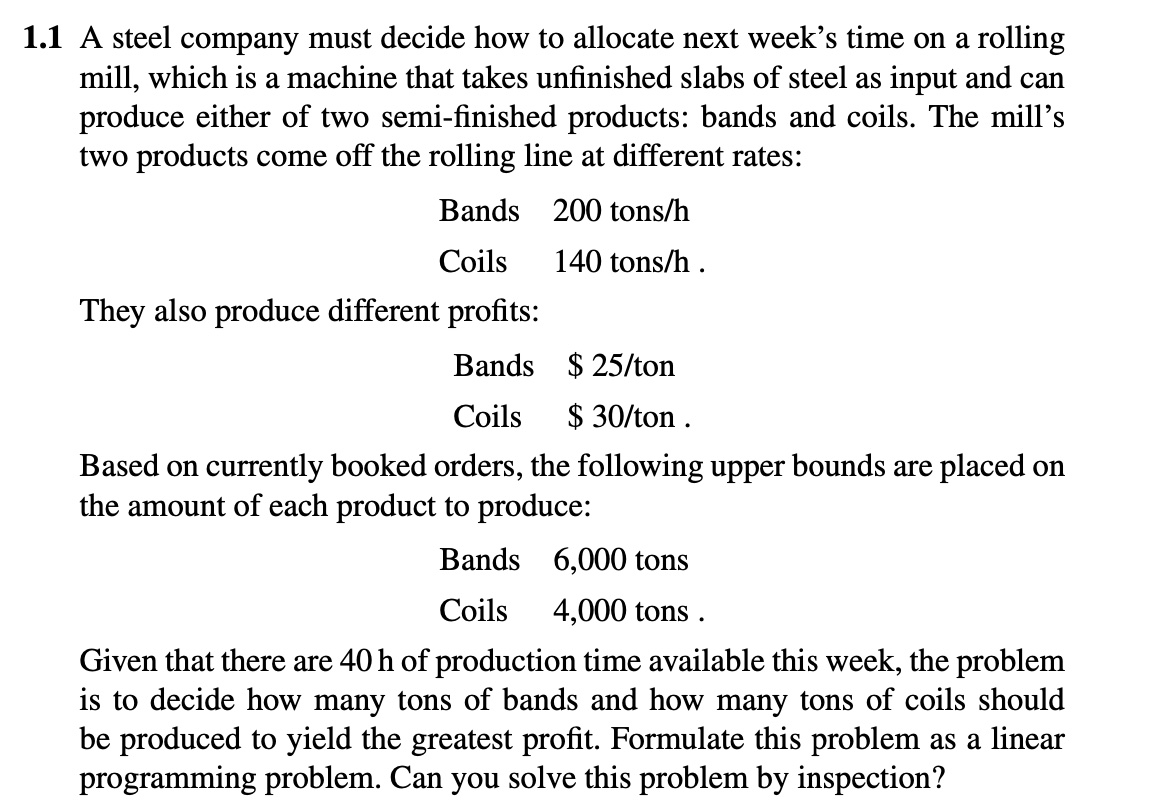 1.1 A steel company must decide how to allocate next week's time on a rolling
mill, which is a machine that takes unfinished slabs of steel as input and can
produce either of two semi-finished products: bands and coils. The mill's
two products come off the rolling line at different rates:
Bands 200 tons/h
Coils 140 tons/h .
They also produce different profits:
Bands $ 25/ton
Coils $ 30/ton .
Based on currently booked orders, the following upper bounds are placed on
the amount of each product to produce:
Bands 6,000 tons
Coils 4,000 tons .
Given that there are 40 h of production time available this week, the problem
is to decide how many tons of bands and how many tons of coils should
be produced to yield the greatest profit. Formulate this problem as a linear
programming problem. Can you solve this problem by inspection?